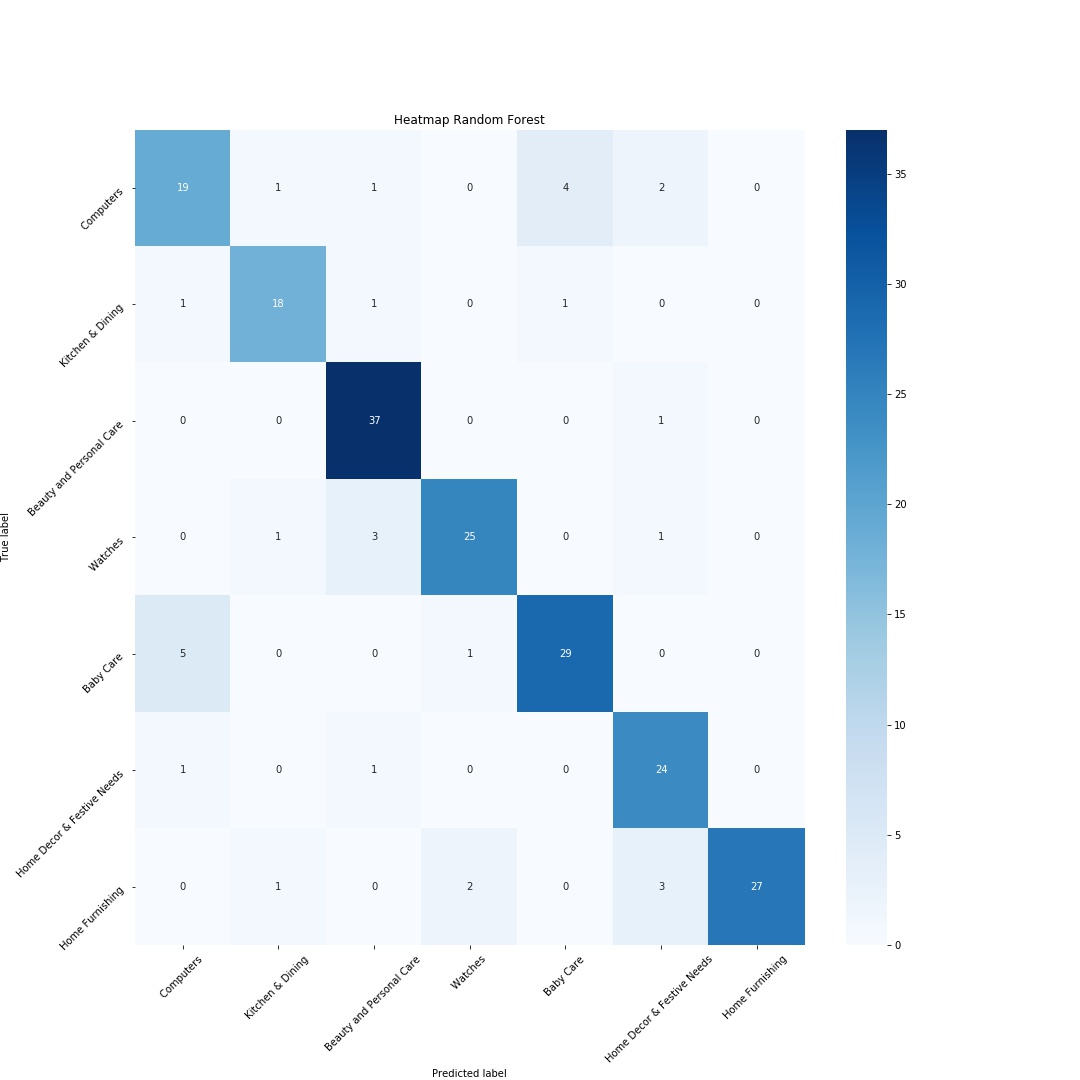 Heatmap Random Forest
Computers 19 1 1 0 4 2 0
Kitchen & Dining 1 18 1 0 1 0 0
Beauty and Personal Care 0 0 37 0 0 1 0
Watches 0 1 3 25 0 1 0
Baby Care 5 0 0 1 29 0 0
Home Decor & Festive Needs 1 0 1 0 0 24 0
Home Furnishing 0 1 0 2 0 3 27
True label
Computers Kitchen & Dining Beauty and Personal Care Watches Baby Care Home Decor & Festive Needs Home Furnishing
Predicted label
35
30
25
20
15
10
5
0